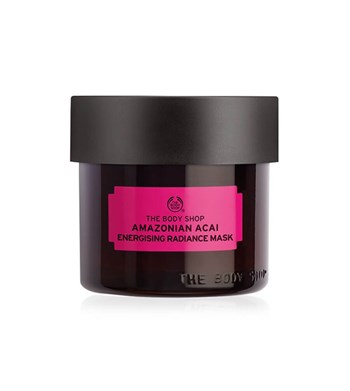 THE BODY SHOP
AMAZONIAN ACAI
ENERGISING RADIANCE MASK
THE BODY SHOP